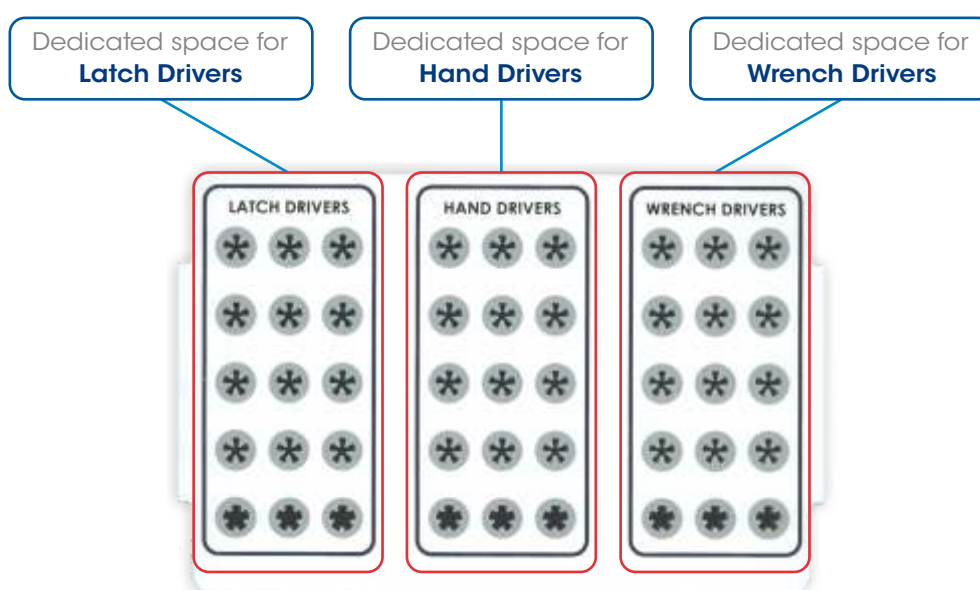 Dedicated space for
Latch Drivers
Dedicated space for
Hand Drivers
Dedicated space for
Wrench Drivers
LATCH DRIVERS
HAND DRIVERS
WRENCH DRIVERS